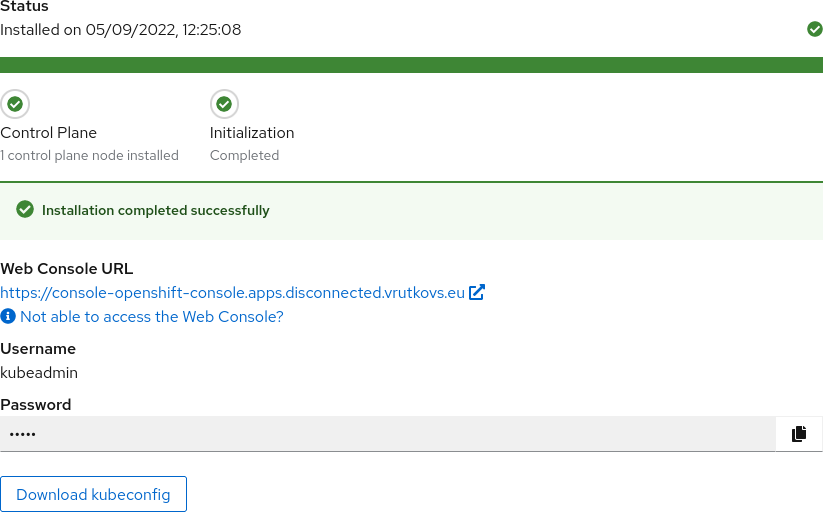 Status
Installed on 05/09/2022, 12:25:08
Control Plane
1 control plane node installed
Initialization
Completed
Installation completed successfully
Web Console URL
https://console-openshift-console.apps.disconnected.vrutkovs.eu
Not able to access the Web Console?
Username
kubeadmin
Password
•••••
Download kubeconfig